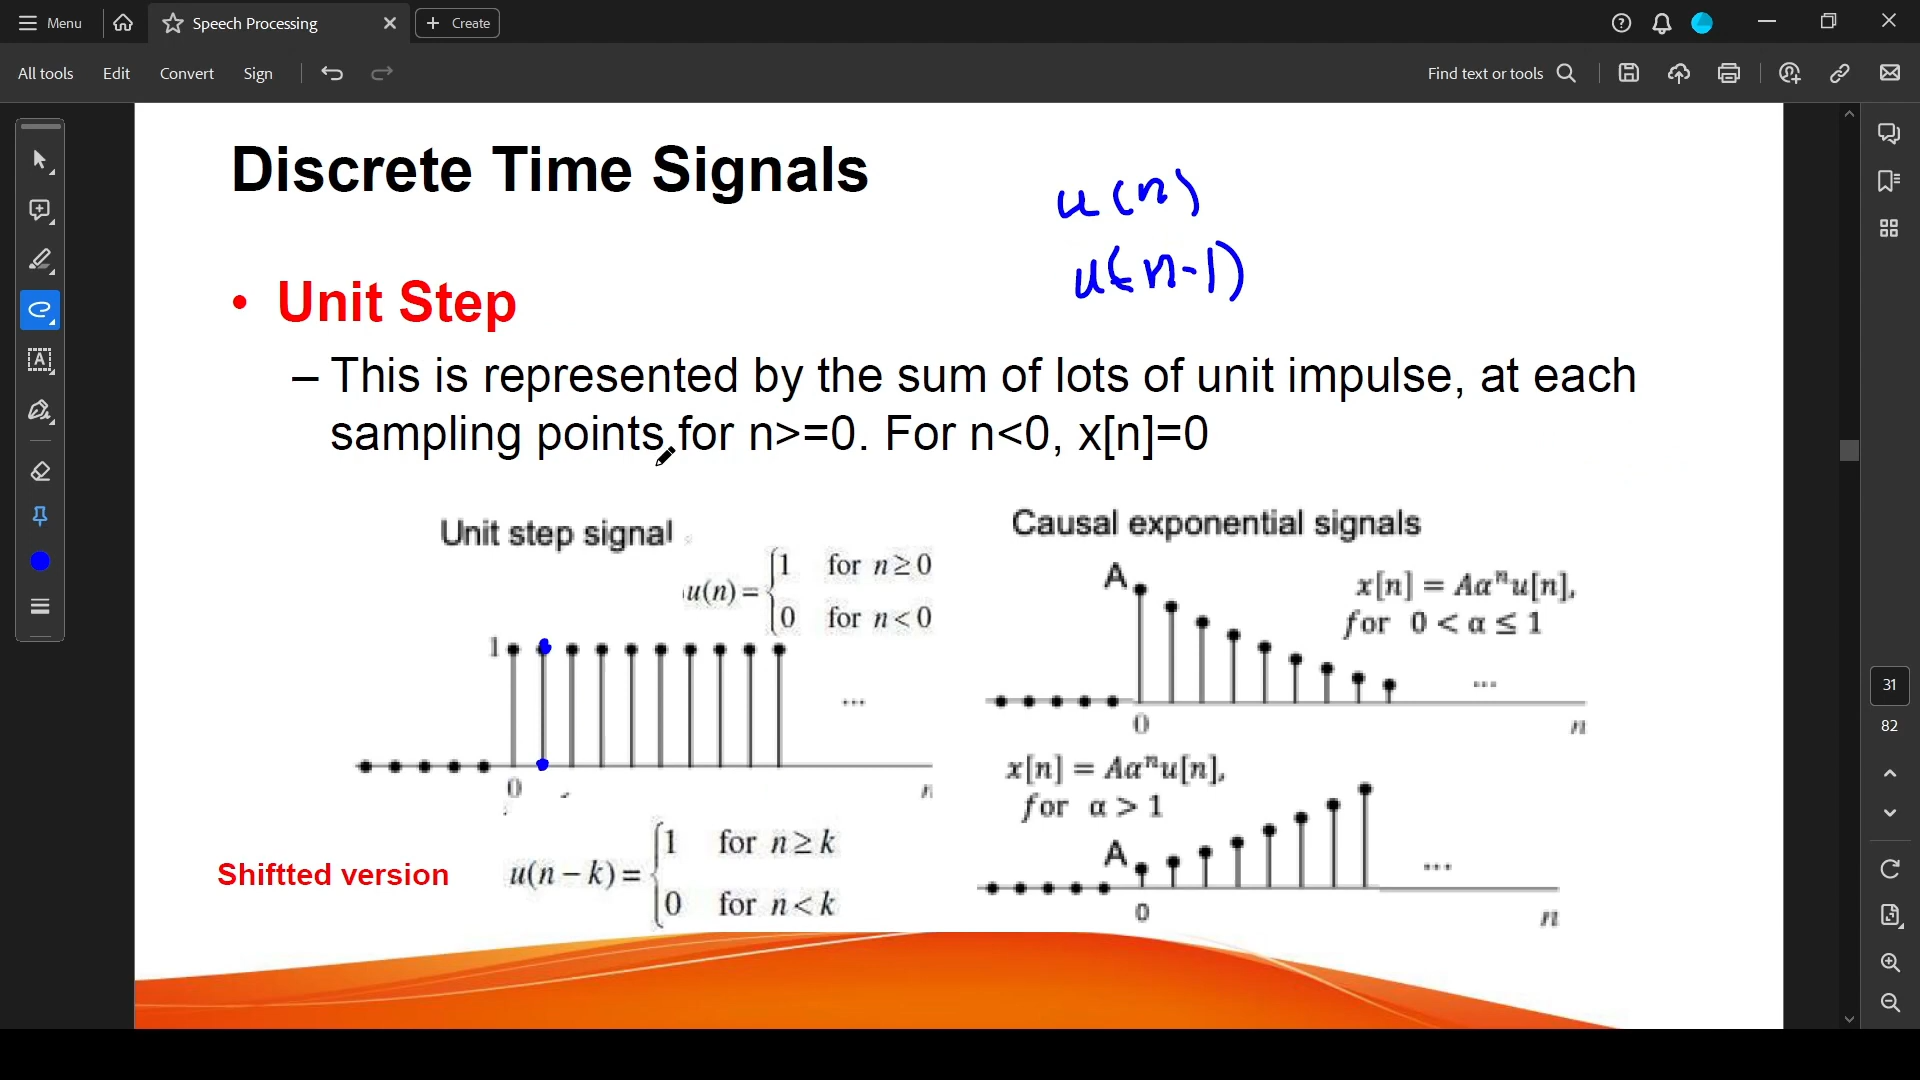 Menu
Speech Processing
Create
All tools
Edit
Convert
Sign
Find text or tools
Discrete Time Signals
u(n)
u(n-1)
• Unit Step
– This is represented by the sum of lots of unit impulse, at each
sampling points for n>=0. For n<0, x[n]=0
Unit step signal
u(n) = {1 for n ≥ 0
0 for n < 0
1
...
0
n
Shiftted version
u(n − k) = {1 for n ≥ k
0 for n < k
Causal exponential signals
A
x[n] = Aαⁿu[n],
for 0 < α ≤ 1
...
0
n
x[n] = Aαⁿu[n],
for α > 1
A
...
0
n
31
82